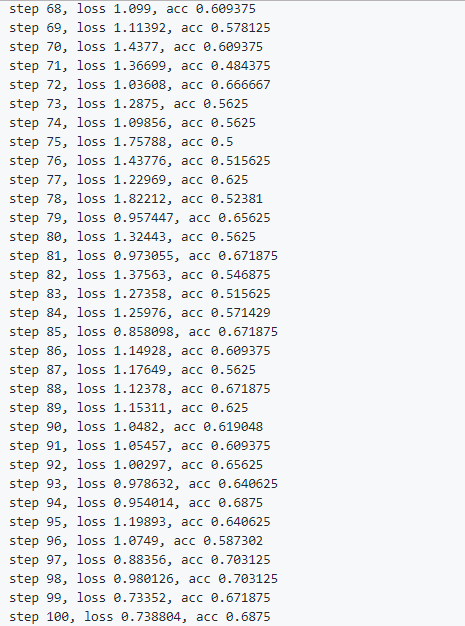 step 68, loss 1.099, acc 0.609375
step 69, loss 1.11392, acc 0.578125
step 70, loss 1.4377, acc 0.609375
step 71, loss 1.36699, acc 0.484375
step 72, loss 1.03608, acc 0.666667
step 73, loss 1.2875, acc 0.5625
step 74, loss 1.09856, acc 0.5625
step 75, loss 1.75788, acc 0.5
step 76, loss 1.43776, acc 0.515625
step 77, loss 1.22969, acc 0.625
step 78, loss 1.82212, acc 0.52381
step 79, loss 0.957447, acc 0.65625
step 80, loss 1.32443, acc 0.5625
step 81, loss 0.973055, acc 0.671875
step 82, loss 1.37563, acc 0.546875
step 83, loss 1.27358, acc 0.515625
step 84, loss 1.25976, acc 0.571429
step 85, loss 0.858098, acc 0.671875
step 86, loss 1.14928, acc 0.609375
step 87, loss 1.17649, acc 0.5625
step 88, loss 1.12378, acc 0.671875
step 89, loss 1.15311, acc 0.625
step 90, loss 1.0482, acc 0.619048
step 91, loss 1.05457, acc 0.609375
step 92, loss 1.00297, acc 0.65625
step 93, loss 0.978632, acc 0.640625
step 94, loss 0.954014, acc 0.6875
step 95, loss 1.19893, acc 0.640625
step 96, loss 1.0749, acc 0.587302
step 97, loss 0.88356, acc 0.703125
step 98, loss 0.980126, acc 0.703125
step 99, loss 0.73352, acc 0.671875
step 100, loss 0.738804, acc 0.6875